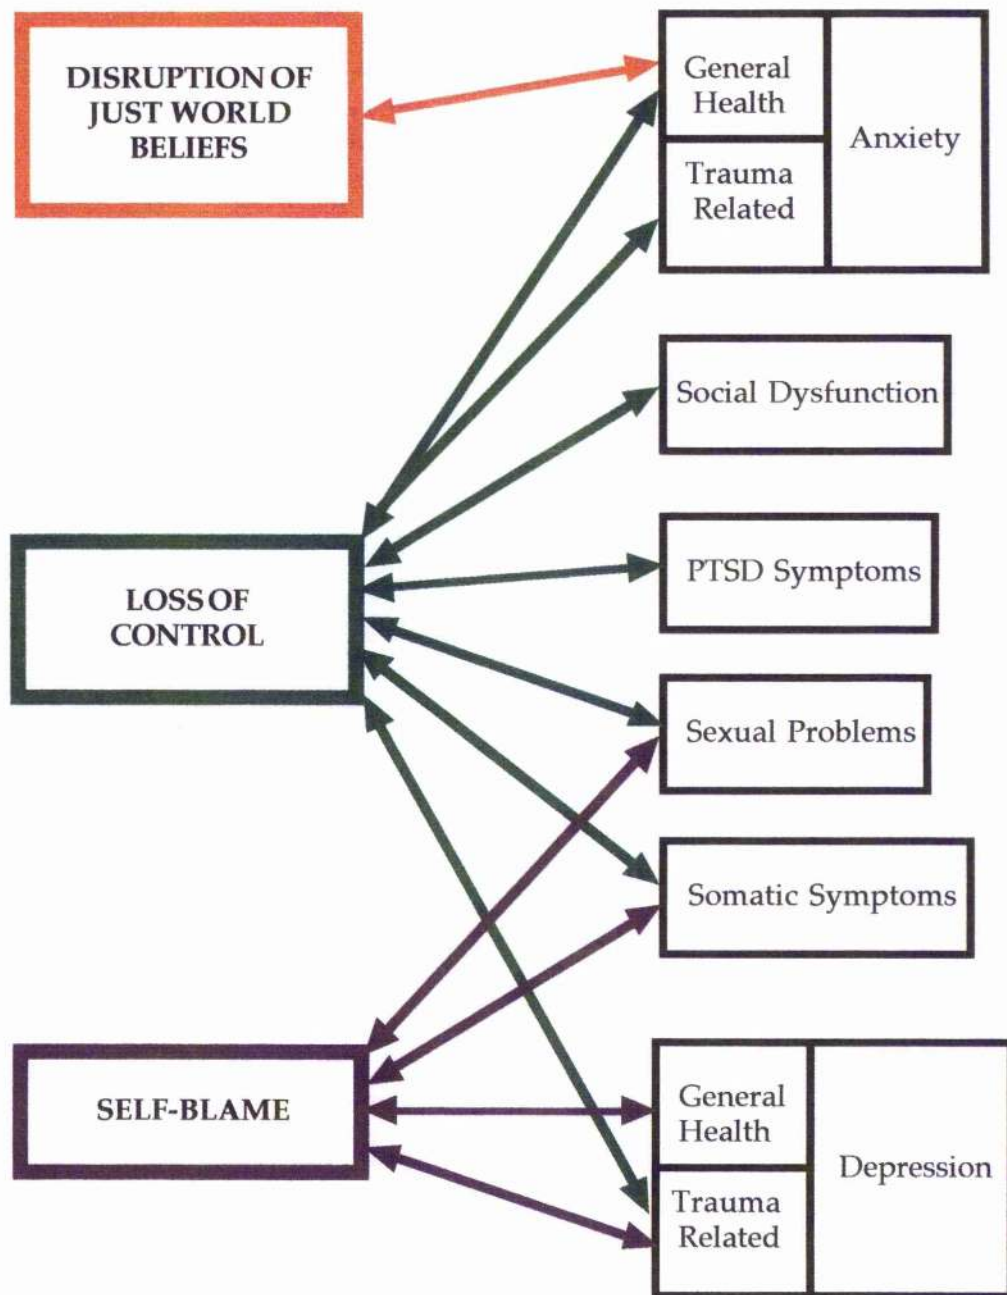 DISRUPTION OF
JUST WORLD
BELIEFS
General
Health
Trauma
Related
Anxiety
Social Dysfunction
LOSS OF
CONTROL
PTSD Symptoms
Sexual Problems
Somatic Symptoms
SELF-BLAME
General
Health
Trauma
Related
Depression